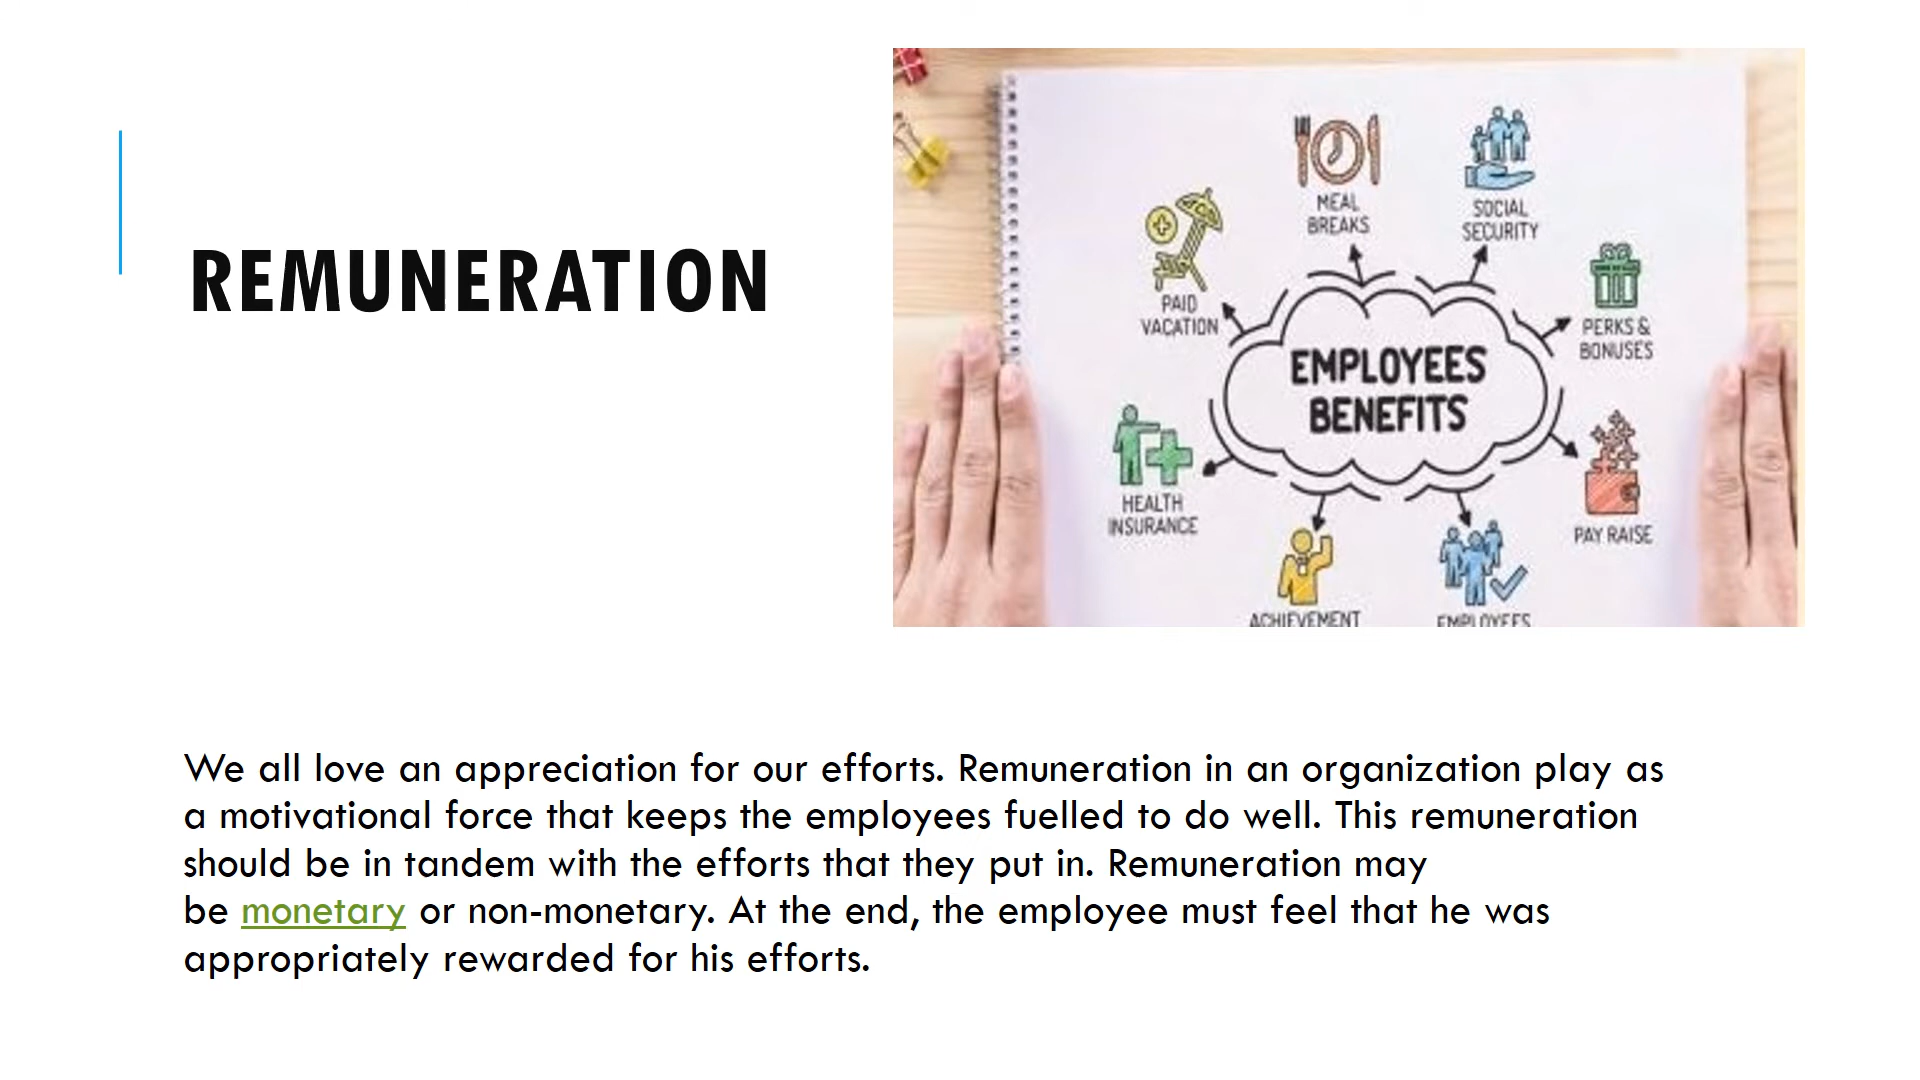 REMUNERATION
MEAL
BREAKS
SOCIAL
SECURITY
PAID
VACATION
PERKS &
BONUSES
EMPLOYEES
BENEFITS
HEALTH
INSURANCE
PAY RAISE
ACHIEVEMENT
EMPLOYEES
We all love an appreciation for our efforts. Remuneration in an organization play as
a motivational force that keeps the employees fuelled to do well. This remuneration
should be in tandem with the efforts that they put in. Remuneration may
be monetary or non-monetary. At the end, the employee must feel that he was
appropriately rewarded for his efforts.